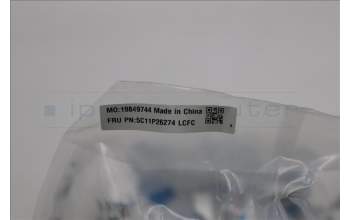 MO:19849744 Made in China
FRU PN:5C11P26274 LCFC